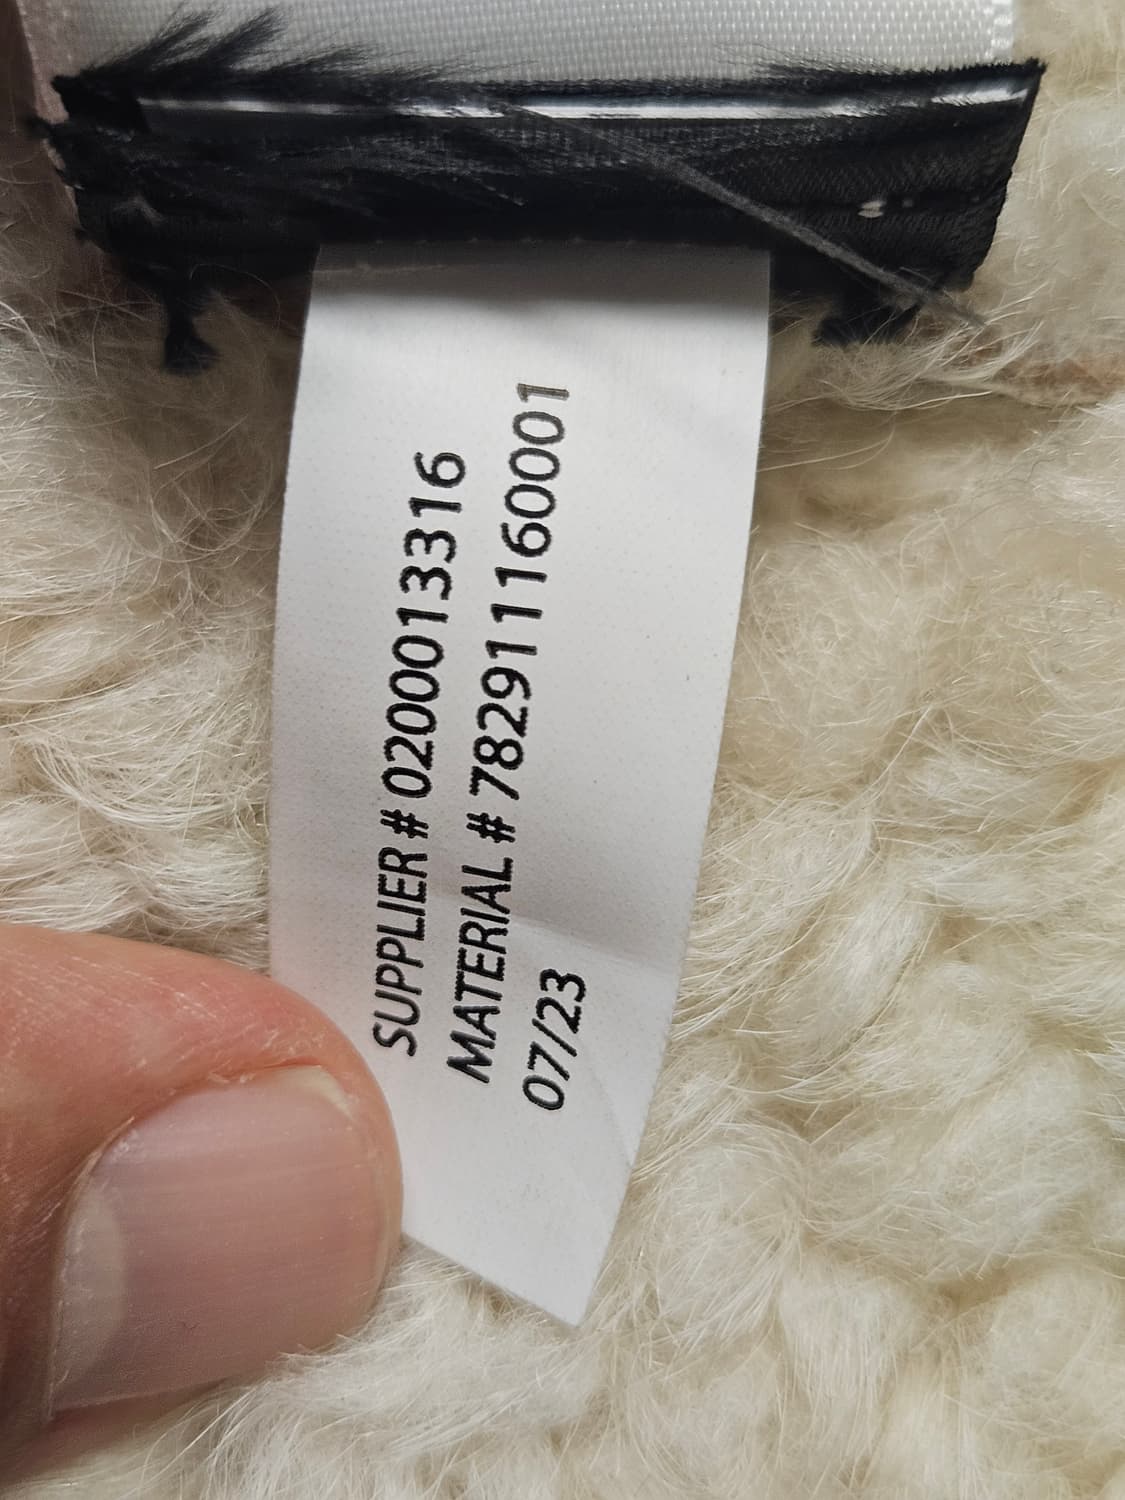 SUPPLIER # 0200013316
MATERIAL # 782911160001
07/23